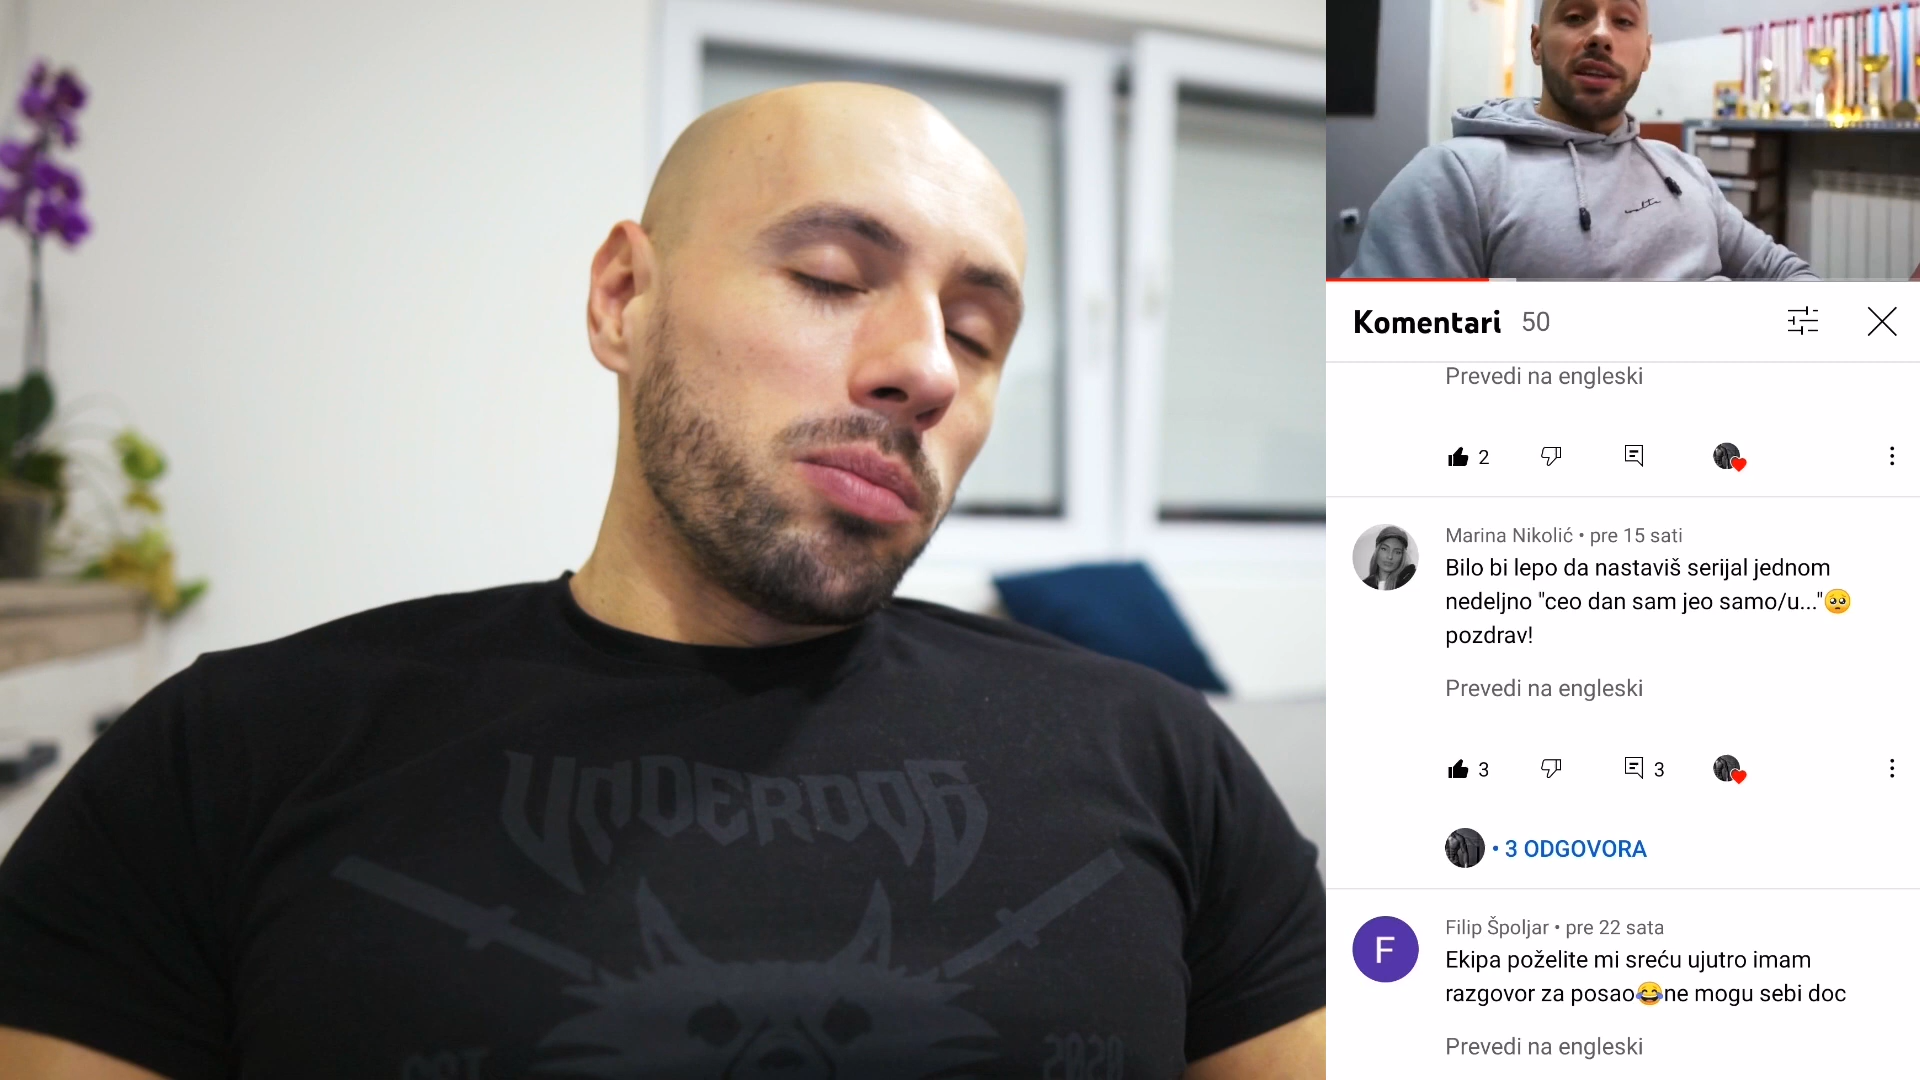 UNDERDOG
2020
Komentari 50
Prevedi na engleski
2
Marina Nikolić • pre 15 sati
Bilo bi lepo da nastaviš serijal jednom
nedeljno "ceo dan sam jeo samo/u..."🥺
pozdrav!
Prevedi na engleski
3 3
• 3 ODGOVORA
F
Filip Špoljar • pre 22 sata
Ekipa poželite mi sreću ujutro imam
razgovor za posao😂ne mogu sebi doc
Prevedi na engleski